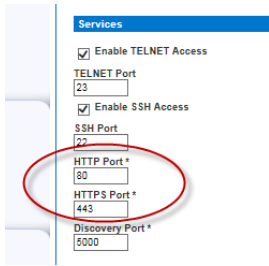 Services
Enable TELNET Access
TELNET Port
23
Enable SSH Access
SSH Port
22
HTTP Port *
80
HTTPS Port *
443
Discovery Port *
5000